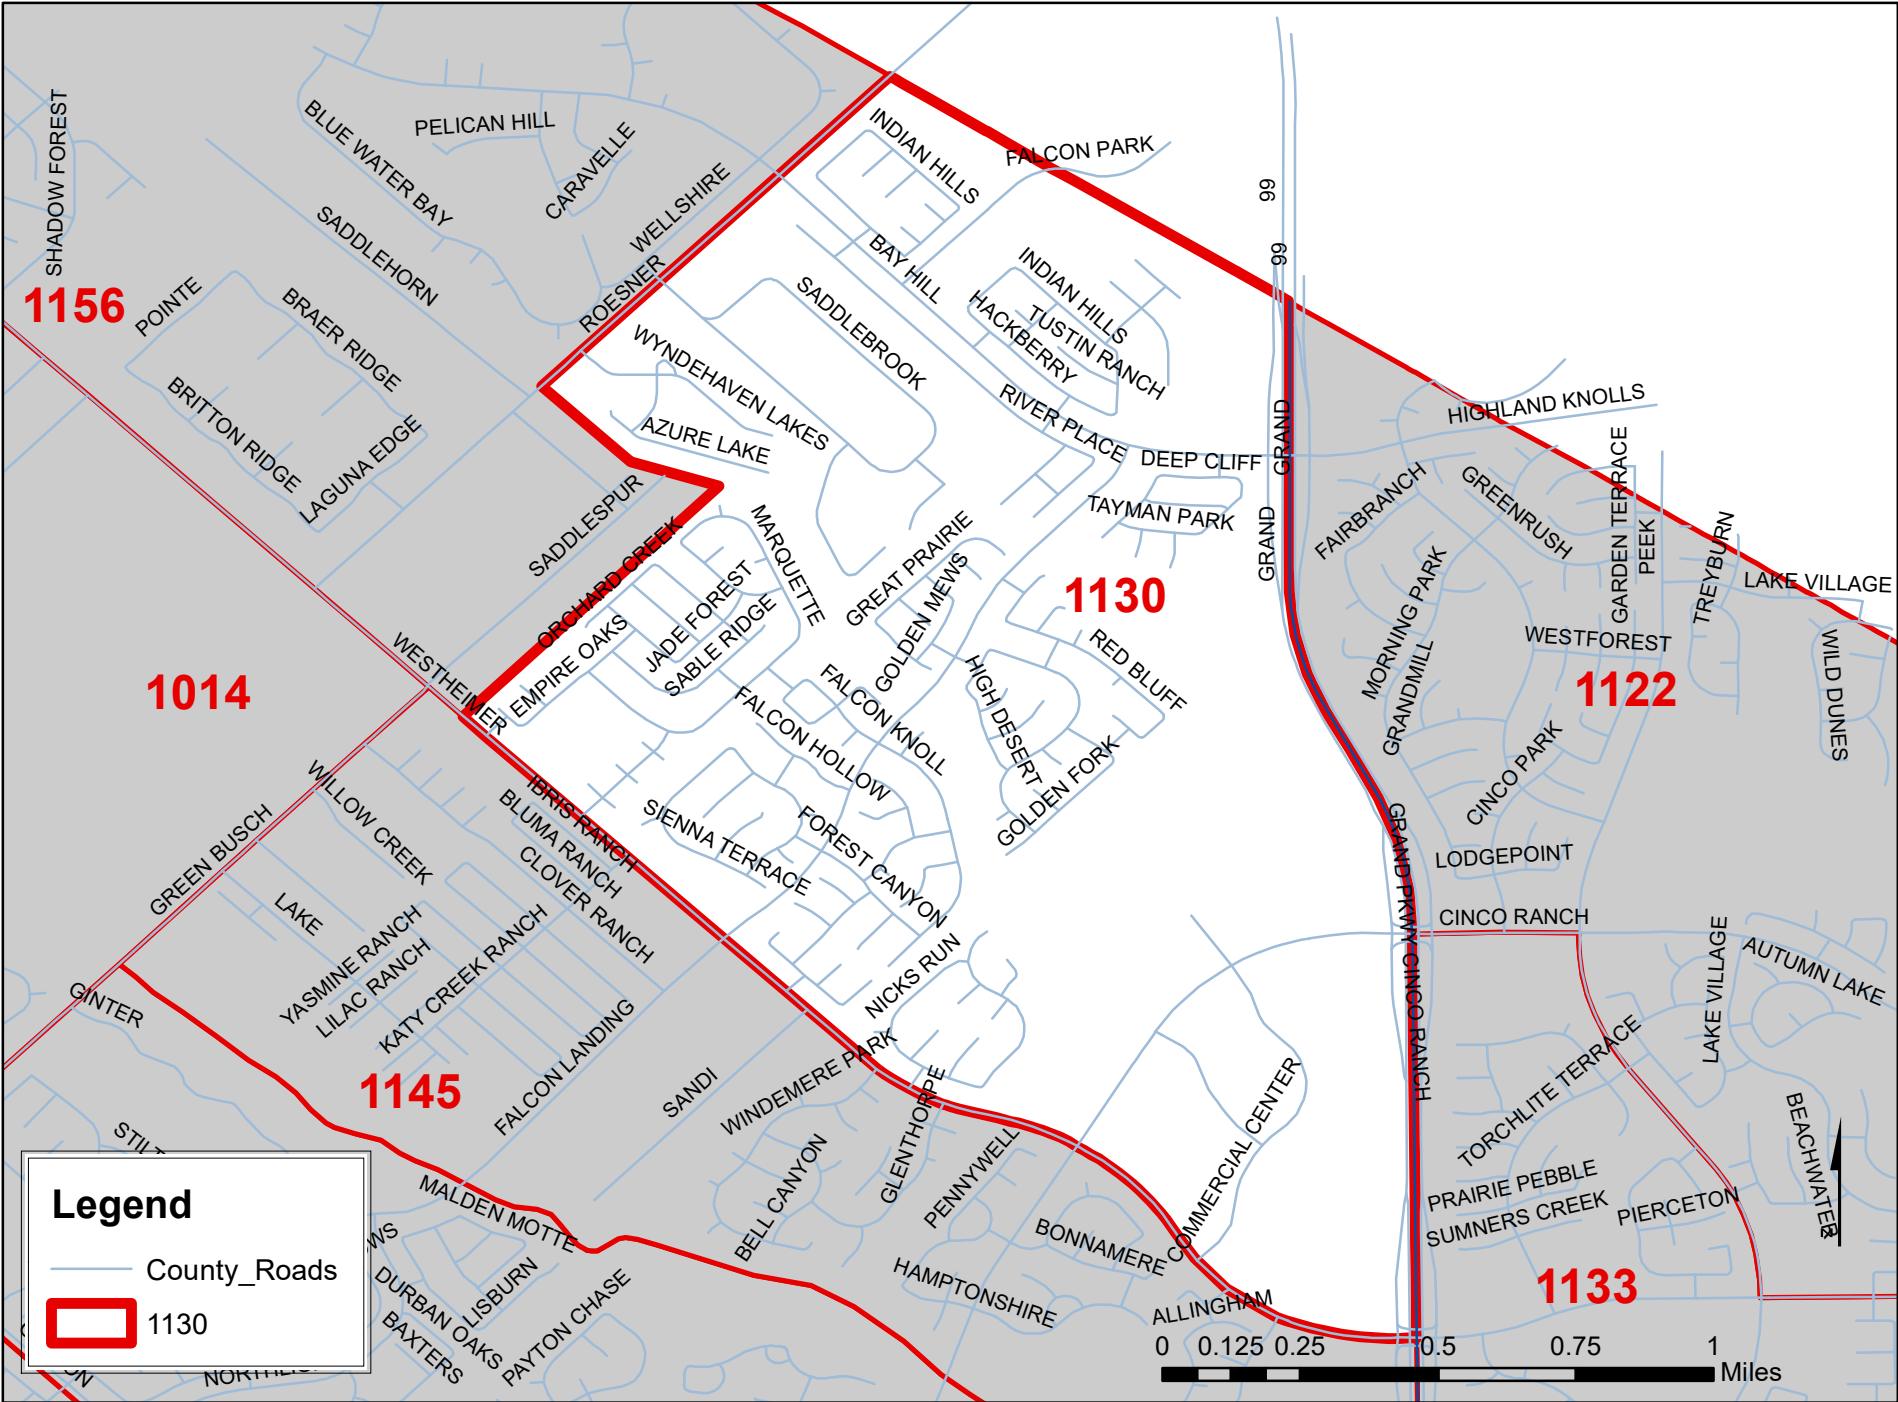 SHADOW FOREST
BLUE WATER BAY
PELICAN HILL
CARAVELLE
WELLSHIRE
ROESNER
SADDLEHORN
1156
POINTE
BRAER RIDGE
BRITTON RIDGE
LAGUNA EDGE
INDIAN HILLS
FALCON PARK
99
99
BAY HILL
INDIAN HILLS
HACKBERRY
TUSTIN RANCH
SADDLEBROOK
WYNDEHAVEN LAKES
AZURE LAKE
RIVER PLACE
DEEP CLIFF
GRAND
GRAND
TAYMAN PARK
HIGHLAND KNOLLS
FAIRBRANCH
GREENRUSH
GARDEN TERRACE
PEEK
TREYBURN
LAKE VILLAGE
SADDLESPUR
ORCHARD CREEK
MARQUETTE
GREAT PRAIRIE
GOLDEN MEWS
1130
JADE FOREST
SABLE RIDGE
EMPIRE OAKS
WESTHEIMER
1014
RED BLUFF
HIGH DESERT
FALCON KNOLL
FALCON HOLLOW
GOLDEN FORK
MORNING PARK
GRANDMILL
WESTFOREST
1122
WILD DUNES
CINCO PARK
LODGEPOINT
GRAND PKWY CINCO RANCH
CINCO RANCH
WILLOW CREEK
IBRIS RANCH
BLUMA RANCH
CLOVER RANCH
SIENNA TERRACE
FOREST CANYON
GREEN BUSCH
LAKE
YASMINE RANCH
LILAC RANCH
KATY CREEK RANCH
NICKS RUN
GINTER
LAKE VILLAGE
AUTUMN LAKE
1145
FALCON LANDING
SANDI
WINDEMERE PARK
GLENTHORPE
COMMERCIAL CENTER
TORCHLITE TERRACE
BEACHWATER
BELL CANYON
PENNYWELL
MALDEN MOTTE
BONNAMERE
HAMPTONSHIRE
ALLINGHAM
PRAIRIE PEBBLE
SUMNERS CREEK
PIERCETON
1133
DURBAN OAKS
LISBURN
BAXTERS
PAYTON CHASE
Legend
County_Roads
1130
0 0.125 0.25 0.5 0.75 1
Miles